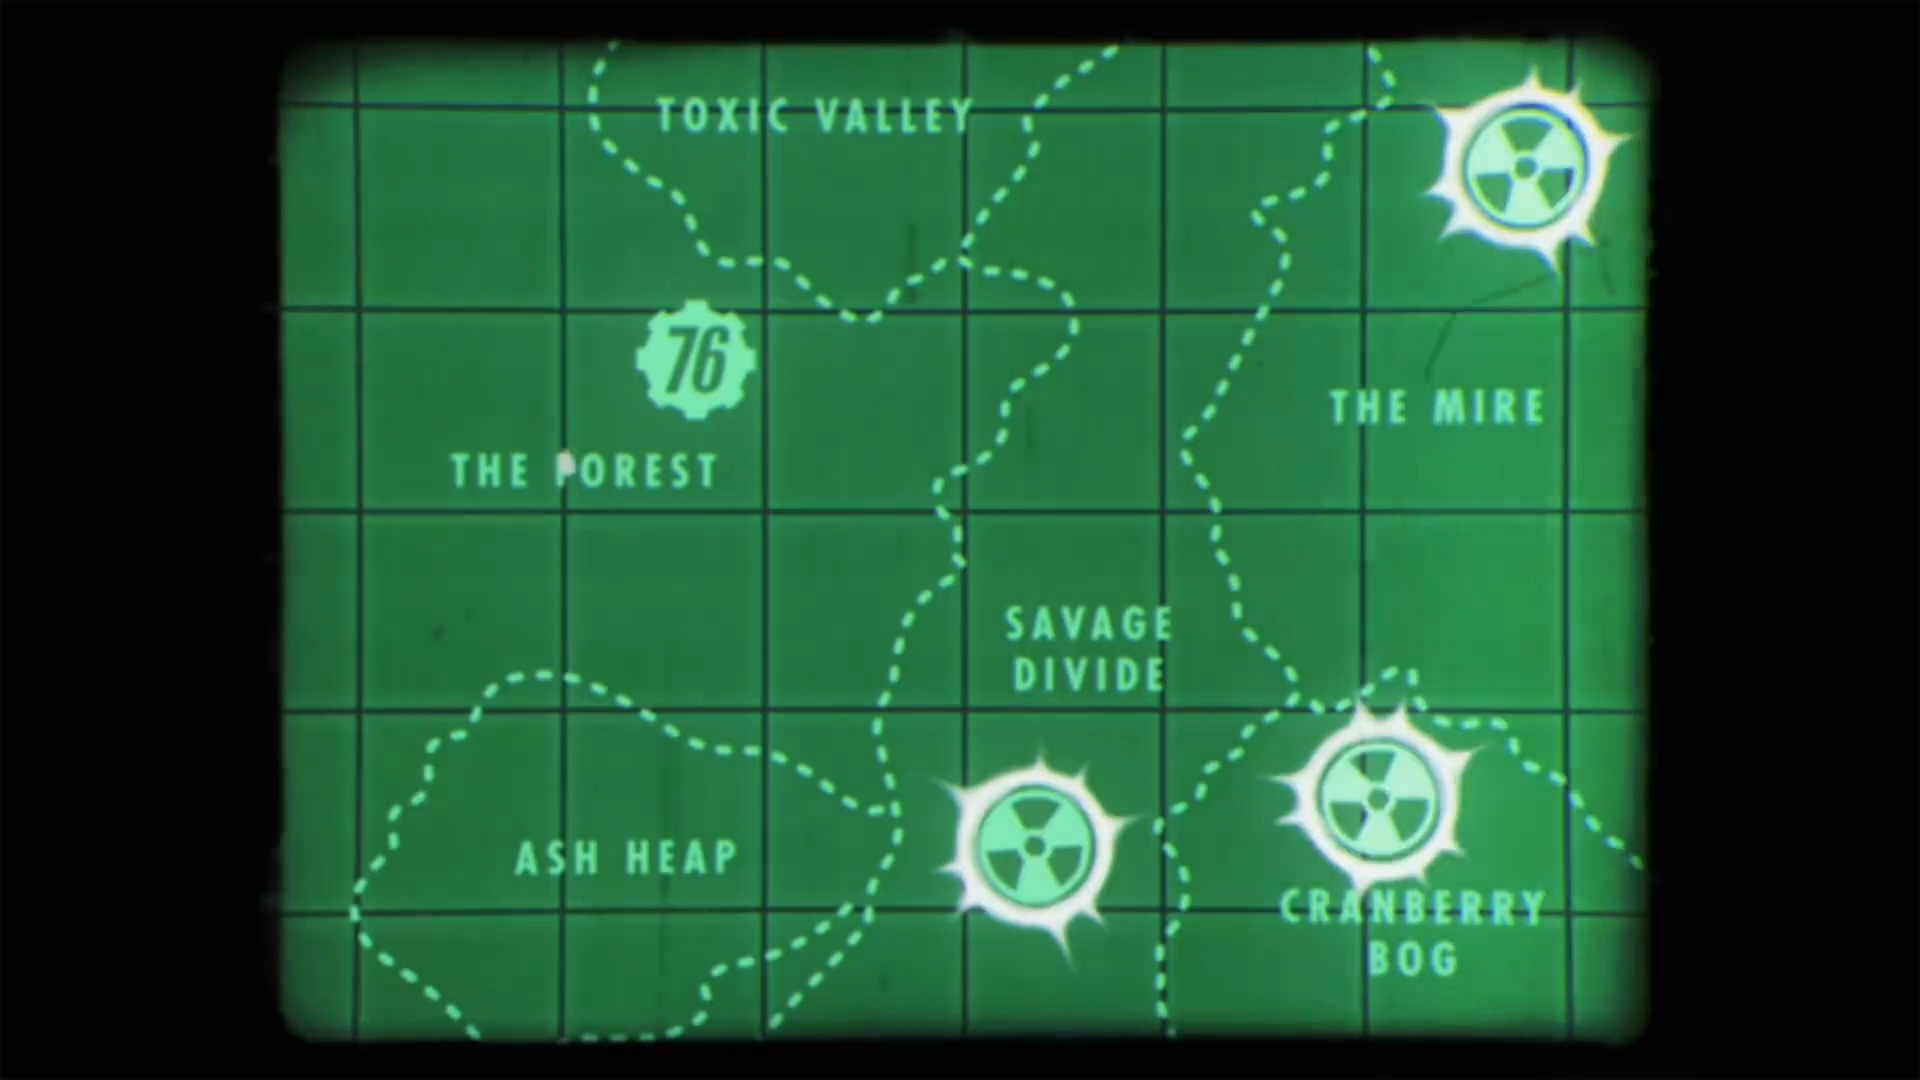 TOXIC VALLEY
76
THE MIRE
THE FOREST
SAVAGE
DIVIDE
ASH HEAP
CRANBERRY
BOG